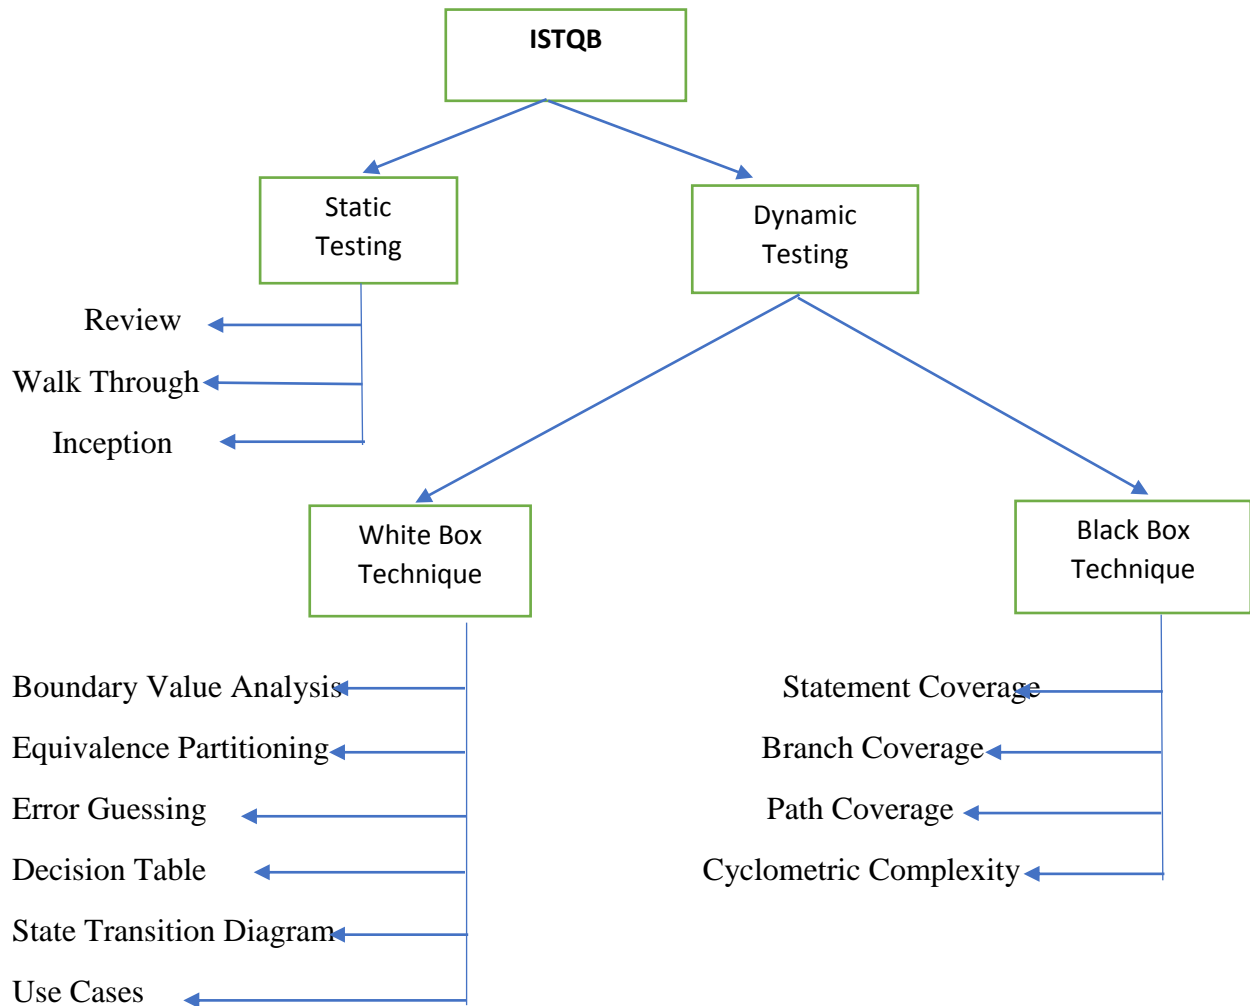 ISTQB
Static
Testing
Dynamic
Testing
Review
Walk Through
Inception
White Box
Technique
Black Box
Technique
Boundary Value Analysis
Equivalence Partitioning
Error Guessing
Decision Table
State Transition Diagram
Use Cases
Statement Coverage
Branch Coverage
Path Coverage
Cyclometric Complexity